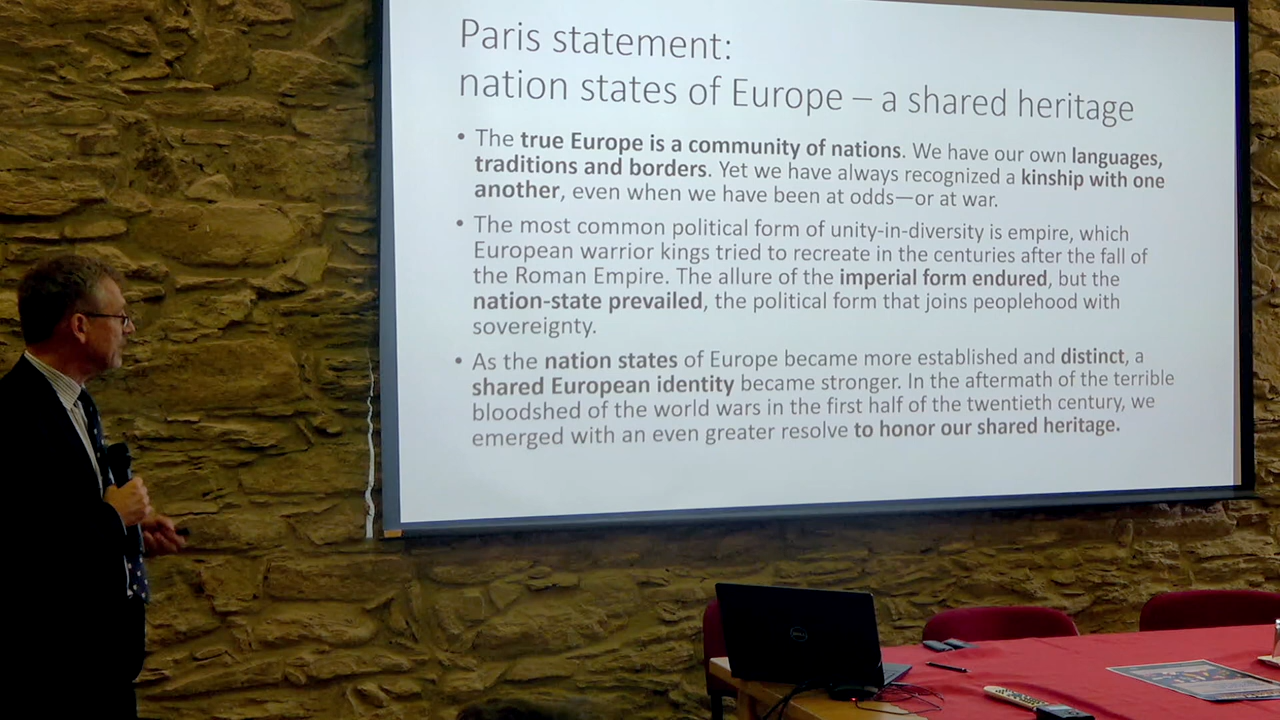 Paris statement:
nation states of Europe – a shared heritage
• The true Europe is a community of nations. We have our own languages,
traditions and borders. Yet we have always recognized a kinship with one
another, even when we have been at odds—or at war.
• The most common political form of unity-in-diversity is empire, which
European warrior kings tried to recreate in the centuries after the fall of
the Roman Empire. The allure of the imperial form endured, but the
nation-state prevailed, the political form that joins peoplehood with
sovereignty.
• As the nation states of Europe became more established and distinct, a
shared European identity became stronger. In the aftermath of the terrible
bloodshed of the world wars in the first half of the twentieth century, we
emerged with an even greater resolve to honor our shared heritage.
DELL